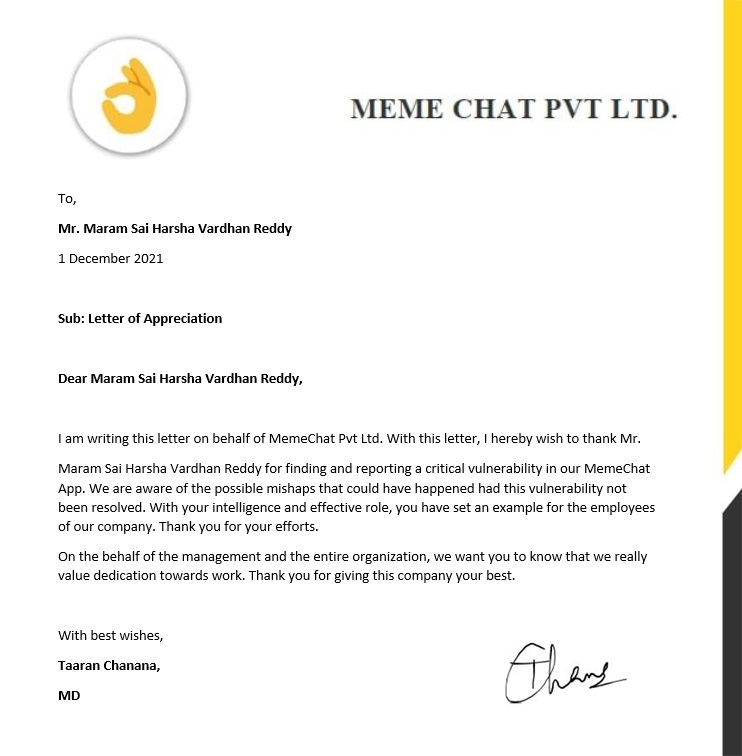 MEME CHAT PVT LTD.
To,
Mr. Maram Sai Harsha Vardhan Reddy
1 December 2021
Sub: Letter of Appreciation
Dear Maram Sai Harsha Vardhan Reddy,
I am writing this letter on behalf of MemeChat Pvt Ltd. With this letter, I hereby wish to thank Mr.
Maram Sai Harsha Vardhan Reddy for finding and reporting a critical vulnerability in our MemeChat
App. We are aware of the possible mishaps that could have happened had this vulnerability not
been resolved. With your intelligence and effective role, you have set an example for the employees
of our company. Thank you for your efforts.
On the behalf of the management and the entire organization, we want you to know that we really
value dedication towards work. Thank you for giving this company your best.
With best wishes,
Taaran Chanana,
MD